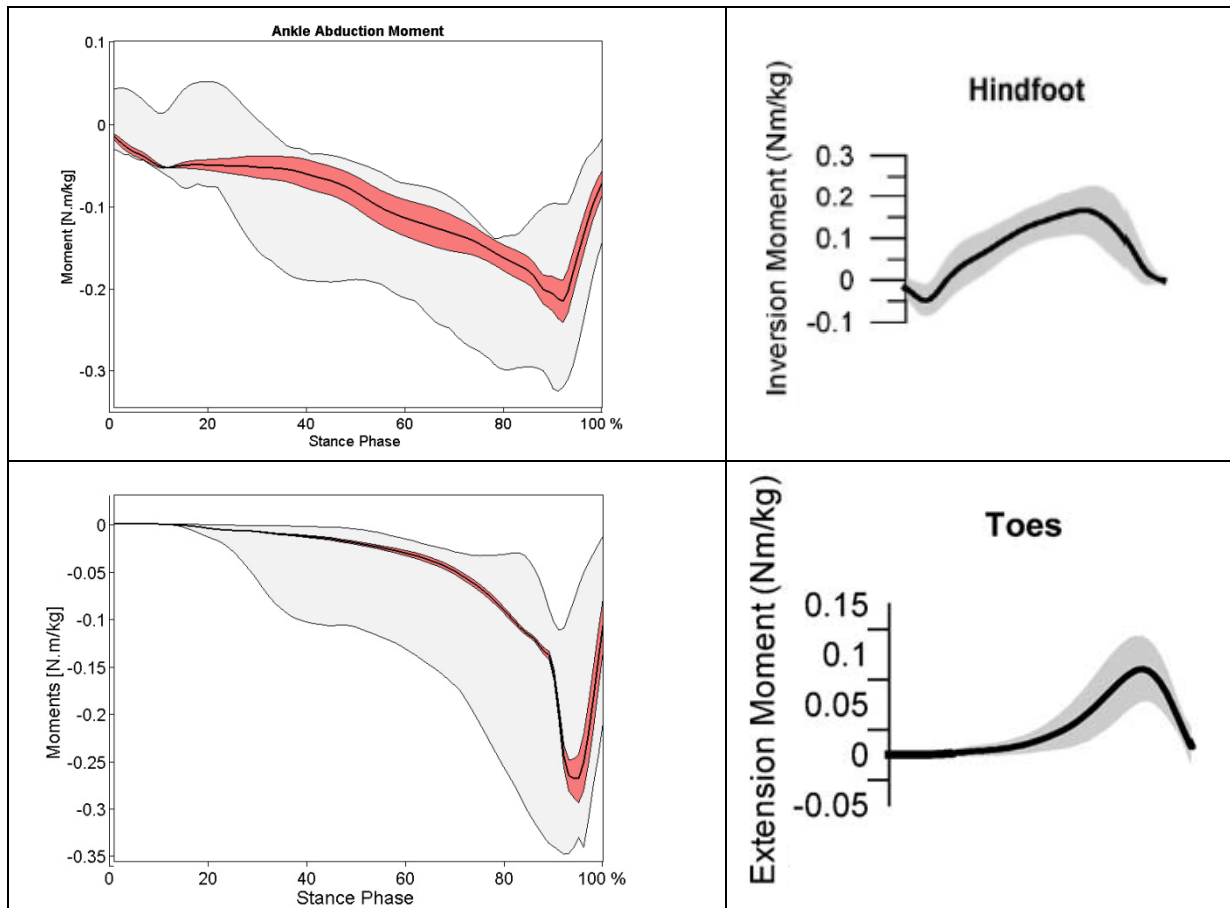 Ankle Abduction Moment
Moment [N.m/kg]
0.1
0
-0.1
-0.2
-0.3
0 20 40 60 80 100 %
Stance Phase
Hindfoot
Inversion Moment (Nm/kg)
0.3
0.2
0.1
0
-0.1
Moments [N.m/kg]
0
-0.05
-0.1
-0.15
-0.2
-0.25
-0.3
-0.35
0 20 40 60 80 100 %
Stance Phase
Toes
Extension Moment (Nm/kg)
0.15
0.1
0.05
0
-0.05